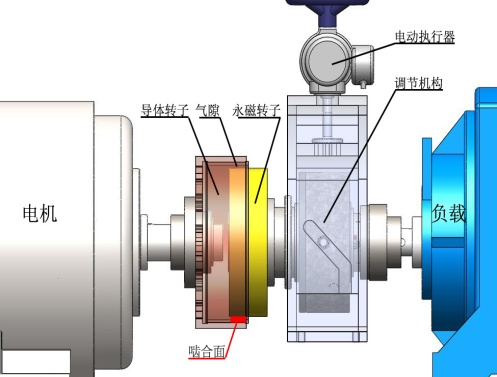 电动执行器
调节机构
导体转子 气隙 永磁转子
电机
负载
啮合面